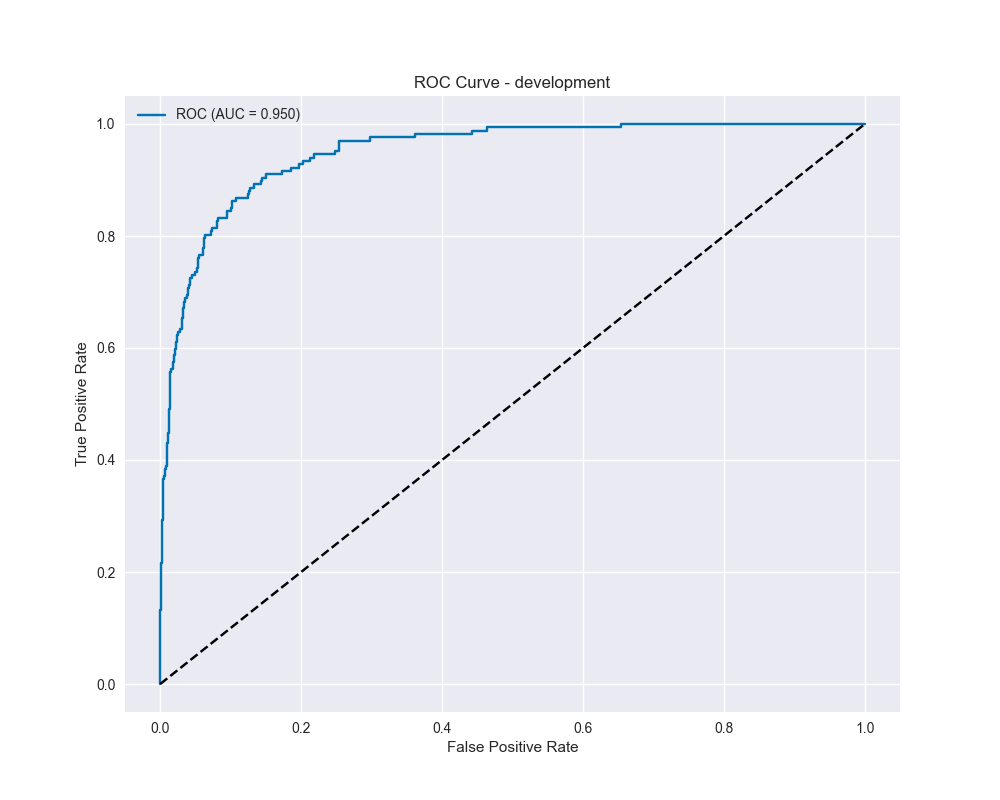 ROC Curve - development
ROC (AUC = 0.950)
1.0
0.8
0.6
0.4
0.2
0.0
True Positive Rate
0.0 0.2 0.4 0.6 0.8 1.0
False Positive Rate